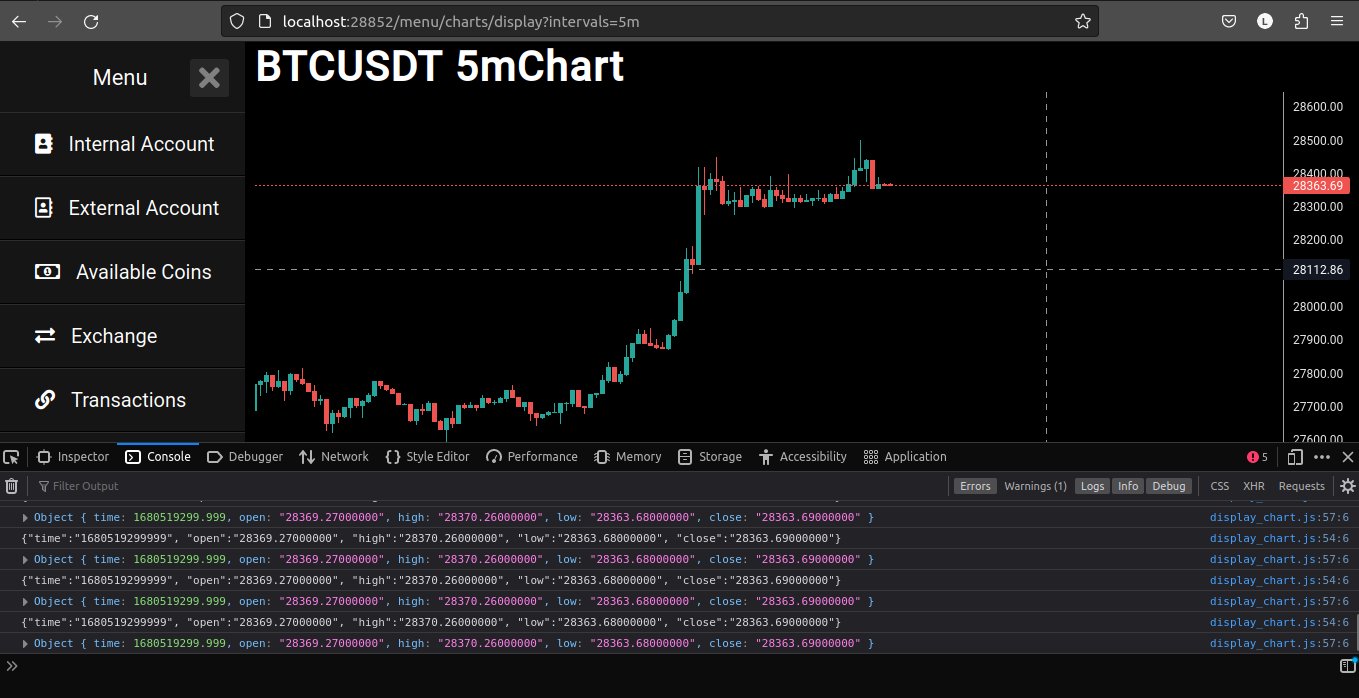 localhost:28852/menu/charts/display?intervals=5m
L
Menu
BTCUSDT 5mChart
Internal Account
External Account
Available Coins
Exchange
Transactions
28600.00
28500.00
28400.00
28363.69
28300.00
28200.00
28112.86
28000.00
27900.00
27800.00
27700.00
27600.00
Inspector Console Debugger Network Style Editor Performance Memory Storage Accessibility Application 5
Filter Output Errors Warnings (1) Logs Info Debug CSS XHR Requests
Object { time: 1680519299.999, open: "28369.27000000", high: "28370.26000000", low: "28363.68000000", close: "28363.69000000" } display_chart.js:57:6
{"time":"1680519299999", "open":"28369.27000000", "high":"28370.26000000", "low":"28363.68000000", "close":"28363.69000000"} display_chart.js:54:6
Object { time: 1680519299.999, open: "28369.27000000", high: "28370.26000000", low: "28363.68000000", close: "28363.69000000" } display_chart.js:57:6
{"time":"1680519299999", "open":"28369.27000000", "high":"28370.26000000", "low":"28363.68000000", "close":"28363.69000000"} display_chart.js:54:6
Object { time: 1680519299.999, open: "28369.27000000", high: "28370.26000000", low: "28363.68000000", close: "28363.69000000" } display_chart.js:57:6
{"time":"1680519299999", "open":"28369.27000000", "high":"28370.26000000", "low":"28363.68000000", "close":"28363.69000000"} display_chart.js:54:6
Object { time: 1680519299.999, open: "28369.27000000", high: "28370.26000000", low: "28363.68000000", close: "28363.69000000" } display_chart.js:57:6